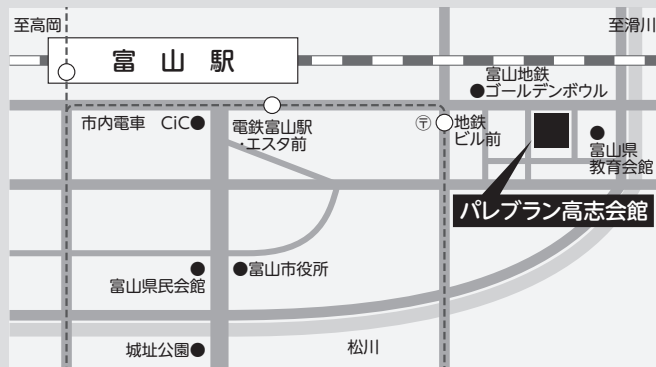 至高岡
至滑川
富山駅
富山地鉄
ゴールデンボウル
市内電車 CiC
電鉄富山駅
・エスタ前
〒
地鉄
ビル前
富山県
教育会館
パレブラン高志会館
富山県民会館
富山市役所
城址公園
松川